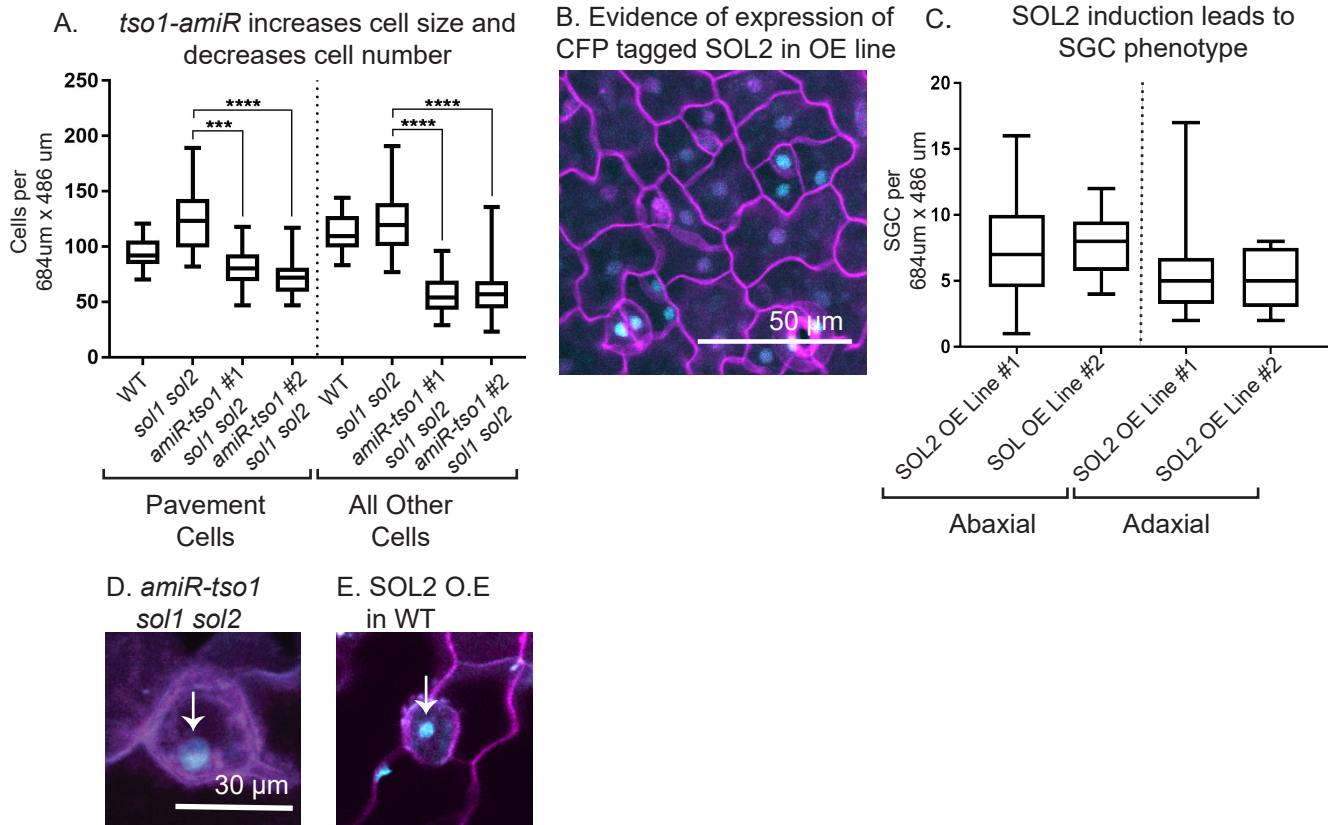 A. tso1-amiR increases cell size and
decreases cell number
Cells per
684um x 486 um
250
200
150
100
50
0
****
***
****
****
WT
sol1 sol2
amiR-tso1 #1
sol1 sol2
amiR-tso1 #2
sol1 sol2
WT
sol1 sol2
amiR-tso1 #1
sol1 sol2
amiR-tso1 #2
sol1 sol2
Pavement
Cells
All Other
Cells
B. Evidence of expression of
CFP tagged SOL2 in OE line
50 µm
C. SOL2 induction leads to
SGC phenotype
SGC per
684um x 486 um
20
15
10
5
0
SOL2 OE Line #1
SOL OE Line #2
SOL2 OE Line #1
SOL2 OE Line #2
Abaxial
Adaxial
D. amiR-tso1
sol1 sol2
30 µm
E. SOL2 O.E
in WT